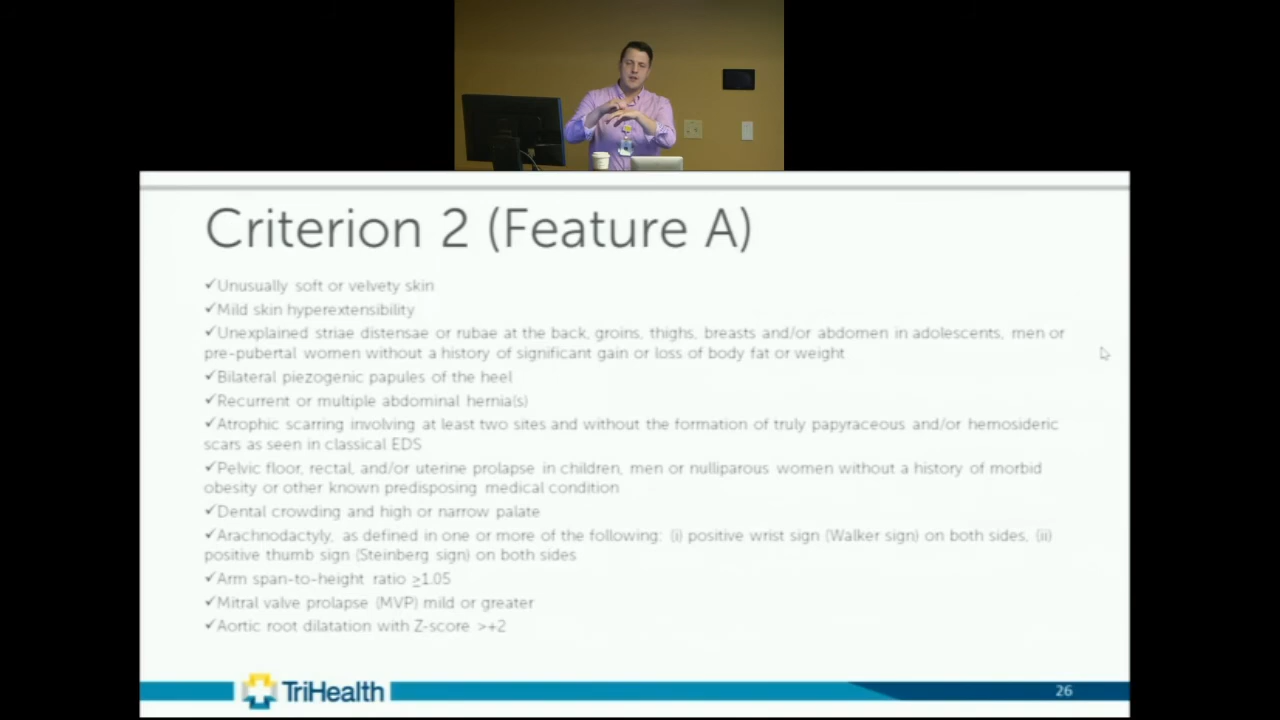 Criterion 2 (Feature A)
✓Unusually soft or velvety skin
✓Mild skin hyperextensibility
✓Unexplained striae distensae or rubae at the back, groins, thighs, breasts and/or abdomen in adolescents, men or
pre-pubertal women without a history of significant gain or loss of body fat or weight
✓Bilateral piezogenic papules of the heel
✓Recurrent or multiple abdominal hernia(s)
✓Atrophic scarring involving at least two sites and without the formation of truly papyraceous and/or hemosideric
scars as seen in classical EDS
✓Pelvic floor, rectal, and/or uterine prolapse in children, men or nulliparous women without a history of morbid
obesity or other known predisposing medical condition
✓Dental crowding and high or narrow palate
✓Arachnodactyly, as defined in one or more of the following: (i) positive wrist sign (Walker sign) on both sides, (ii)
positive thumb sign (Steinberg sign) on both sides
✓Arm span-to-height ratio ≥1.05
✓Mitral valve prolapse (MVP) mild or greater
✓Aortic root dilatation with Z-score >+2
TriHealth
26